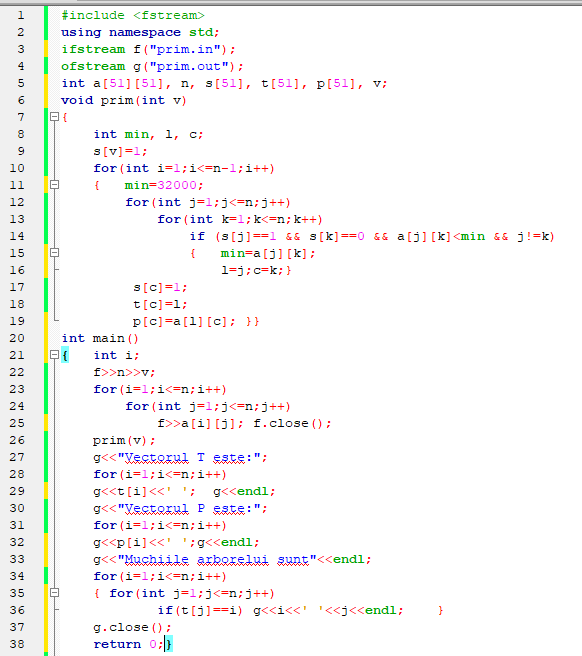 1 #include <fstream>
2 using namespace std;
3 ifstream f("prim.in");
4 ofstream g("prim.out");
5 int a[51][51], n, s[51], t[51], p[51], v;
6 void prim(int v)
7 {
8 int min, l, c;
9 s[v]=1;
10 for(int i=1;i<=n-1;i++)
11 { min=32000;
12 for(int j=1;j<=n;j++)
13 for(int k=1;k<=n;k++)
14 if (s[j]==1 && s[k]==0 && a[j][k]<min && j!=k)
15 { min=a[j][k];
16 l=j;c=k;}
17 s[c]=1;
18 t[c]=l;
19 p[c]=a[l][c]; }}
20 int main()
21 { int i;
22 f>>n>>v;
23 for(i=1;i<=n;i++)
24 for(int j=1;j<=n;j++)
25 f>>a[i][j]; f.close();
26 prim(v);
27 g<<"Vectorul T este:";
28 for(i=1;i<=n;i++)
29 g<<t[i]<<' '; g<<endl;
30 g<<"Vectorul P este:";
31 for(i=1;i<=n;i++)
32 g<<p[i]<<' ';g<<endl;
33 g<<"Muchiile arborelui sunt"<<endl;
34 for(i=1;i<=n;i++)
35 { for(int j=1;j<=n;j++)
36 if(t[j]==i) g<<i<<' '<<j<<endl; }
37 g.close();
38 return 0;}